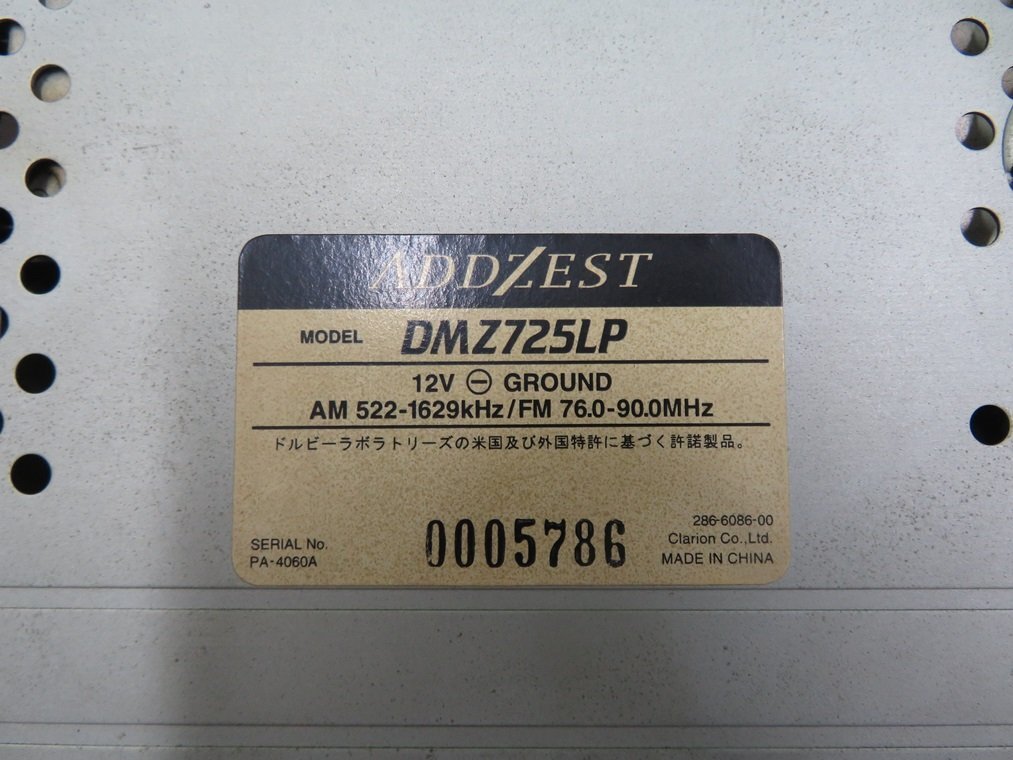 ADDZEST
MODEL DMZ725LP
12V ⊖ GROUND
AM 522-1629kHz/FM 76.0-90.0MHz
ドルビーラボラトリーズの米国及び外国特許に基づく許諾製品。
SERIAL No.
PA-4060A
0005786
286-6086-00
Clarion Co.,Ltd.
MADE IN CHINA